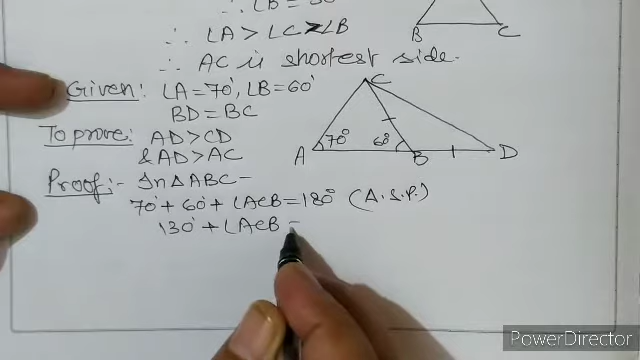 ∴ ∠B = 50
∴ ∠A > ∠C > ∠B
∴ AC is shortest side.
B C
Given: ∠A=70°, ∠B=60°
BD = BC
To prove: AD>CD
& AD>AC
C
70° 60°
A B D
Proof:- In △ABC-
70°+60°+∠ACB=180° (A.S.P.)
130°+∠ACB =
PowerDirector